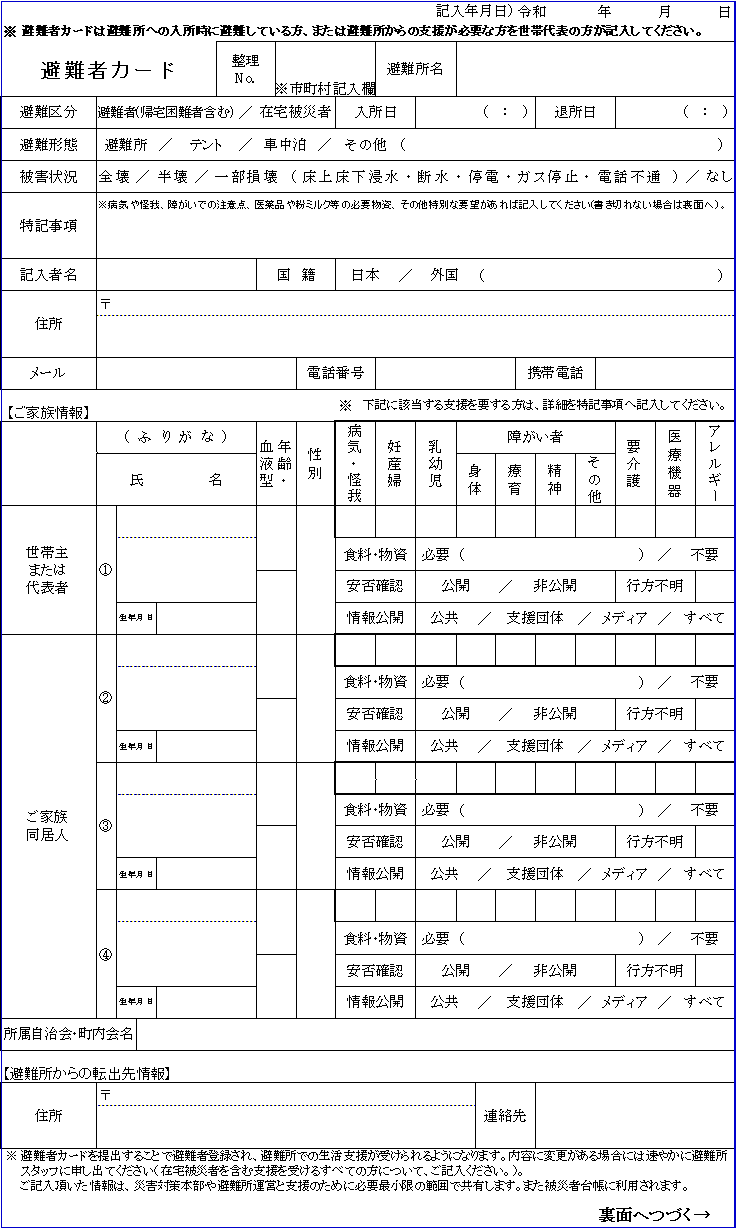 記入年月日)令和　　　年　　　月　　　日
※ 避難者カードは避難所への入所時に避難している方、または避難所からの支援が必要な方を世帯代表の方が記入してください。
避難者カード　整理No.　※市町村記入欄　避難所名
避難区分　避難者(帰宅困難者含む) ／ 在宅被災者　入所日　( ： )　退所日　( ： )
避難形態　避難所 ／ テント ／ 車中泊 ／ その他 (　　　)
被害状況　全壊 ／ 半壊 ／ 一部損壊 ( 床上床下浸水・断水・停電・ガス停止・電話不通 ) ／ なし
特記事項　※病気や怪我、障がいでの注意点、医薬品や粉ミルク等の必要物資、その他特別な要望があれば記入してください(書き切れない場合は裏面へ)。
記入者名　国 籍　日本 ／ 外国 (　　　)
住所　〒
メール　電話番号　携帯電話
【ご家族情報】　※ 下記に該当する支援を要する方は、詳細を特記事項へ記入してください。
(ふりがな)
氏　名　年齢・血液型　性別　病気・怪我　妊産婦　乳幼児　障がい者　身体　療育　精神　その他　要介護　医療機器　アレルギー
世帯主または代表者　①
食料・物資　必要 (　　　) ／ 不要
安否確認　公開 ／ 非公開　行方不明
生年月日　情報公開　公共 ／ 支援団体 ／ メディア ／ すべて
ご家族同居人　②
食料・物資　必要 (　　　) ／ 不要
安否確認　公開 ／ 非公開　行方不明
生年月日　情報公開　公共 ／ 支援団体 ／ メディア ／ すべて
③
食料・物資　必要 (　　　) ／ 不要
安否確認　公開 ／ 非公開　行方不明
生年月日　情報公開　公共 ／ 支援団体 ／ メディア ／ すべて
④
食料・物資　必要 (　　　) ／ 不要
安否確認　公開 ／ 非公開　行方不明
生年月日　情報公開　公共 ／ 支援団体 ／ メディア ／ すべて
所属自治会・町内会名
【避難所からの転出先情報】
住所　〒　連絡先
※ 避難者カードを提出することで避難者登録され、避難所での生活支援が受けられるようになります。内容に変更がある場合には速やかに避難所
スタッフに申し出てください(在宅被災者を含む支援を受けるすべての方について、ご記入ください。)。
ご記入頂いた情報は、災害対策本部や避難所運営と支援のために必要最小限の範囲で共有します。また被災者台帳に利用されます。
裏面へつづく→